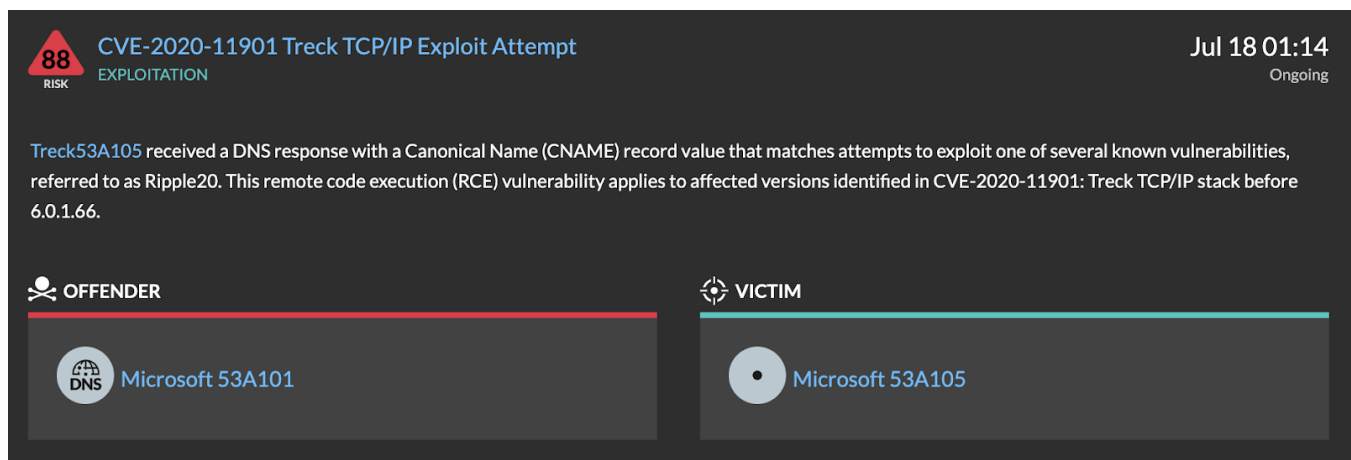 88
RISK
CVE-2020-11901 Treck TCP/IP Exploit Attempt
EXPLOITATION
Jul 18 01:14
Ongoing
Treck53A105 received a DNS response with a Canonical Name (CNAME) record value that matches attempts to exploit one of several known vulnerabilities,
referred to as Ripple20. This remote code execution (RCE) vulnerability applies to affected versions identified in CVE-2020-11901: Treck TCP/IP stack before
6.0.1.66.
OFFENDER
DNS
Microsoft 53A101
VICTIM
Microsoft 53A105